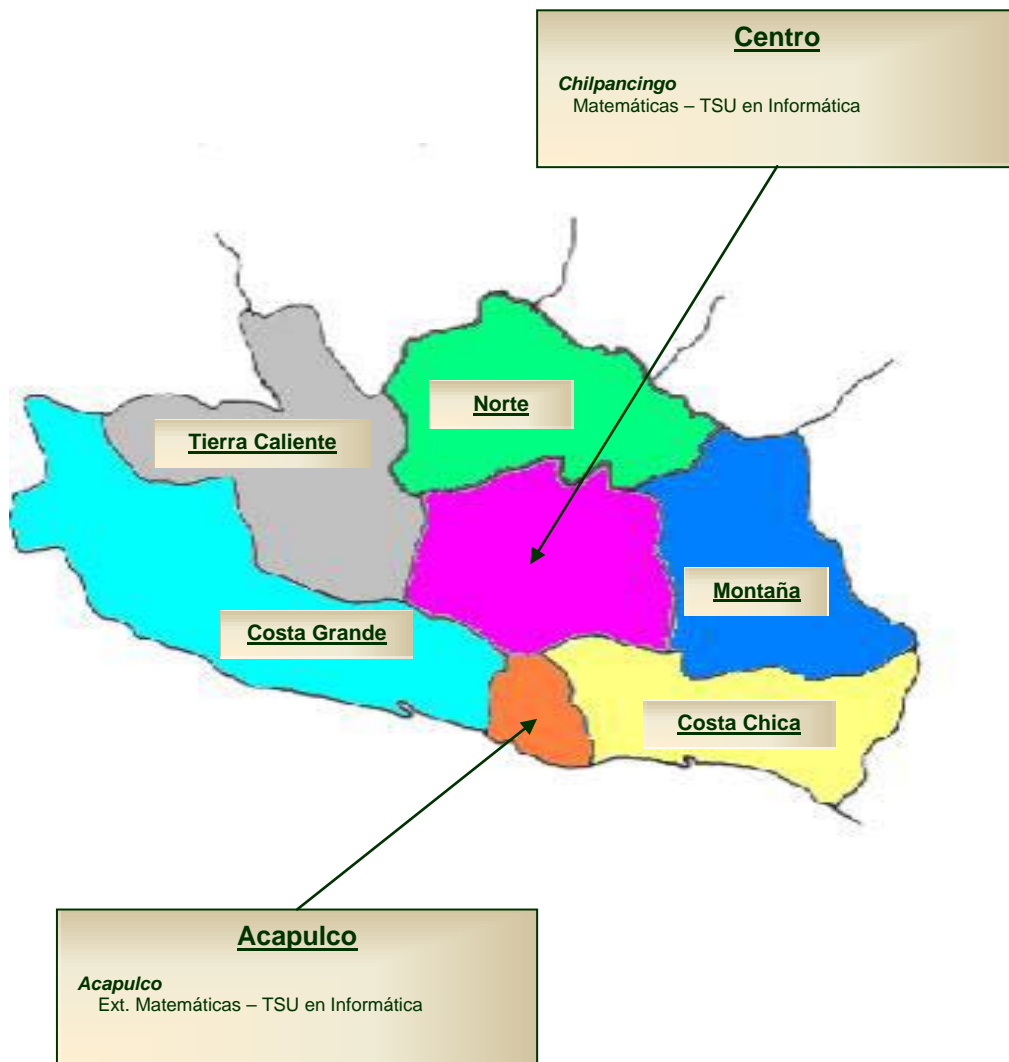 Centro
Chilpancingo
Matemáticas – TSU en Informática
Norte
Tierra Caliente
Montaña
Costa Grande
Costa Chica
Acapulco
Acapulco
Ext. Matemáticas – TSU en Informática